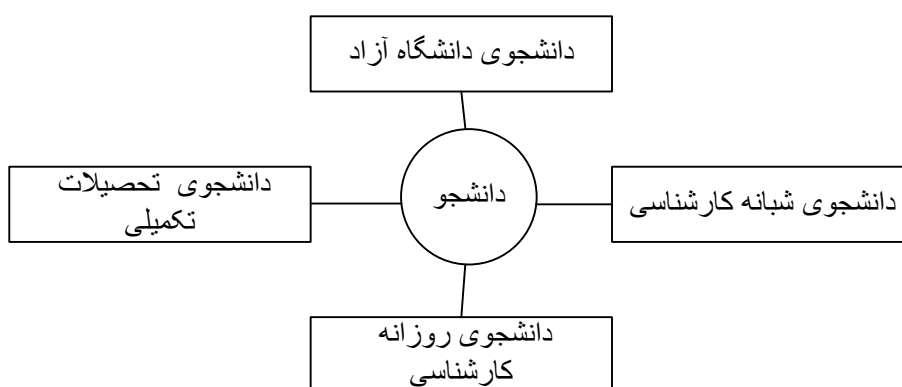 دانشجوی دانشگاه آزاد
دانشجو
دانشجوی شبانه کارشناسی
دانشجوی تحصیلات
تکمیلی
دانشجوی روزانه
کارشناسی